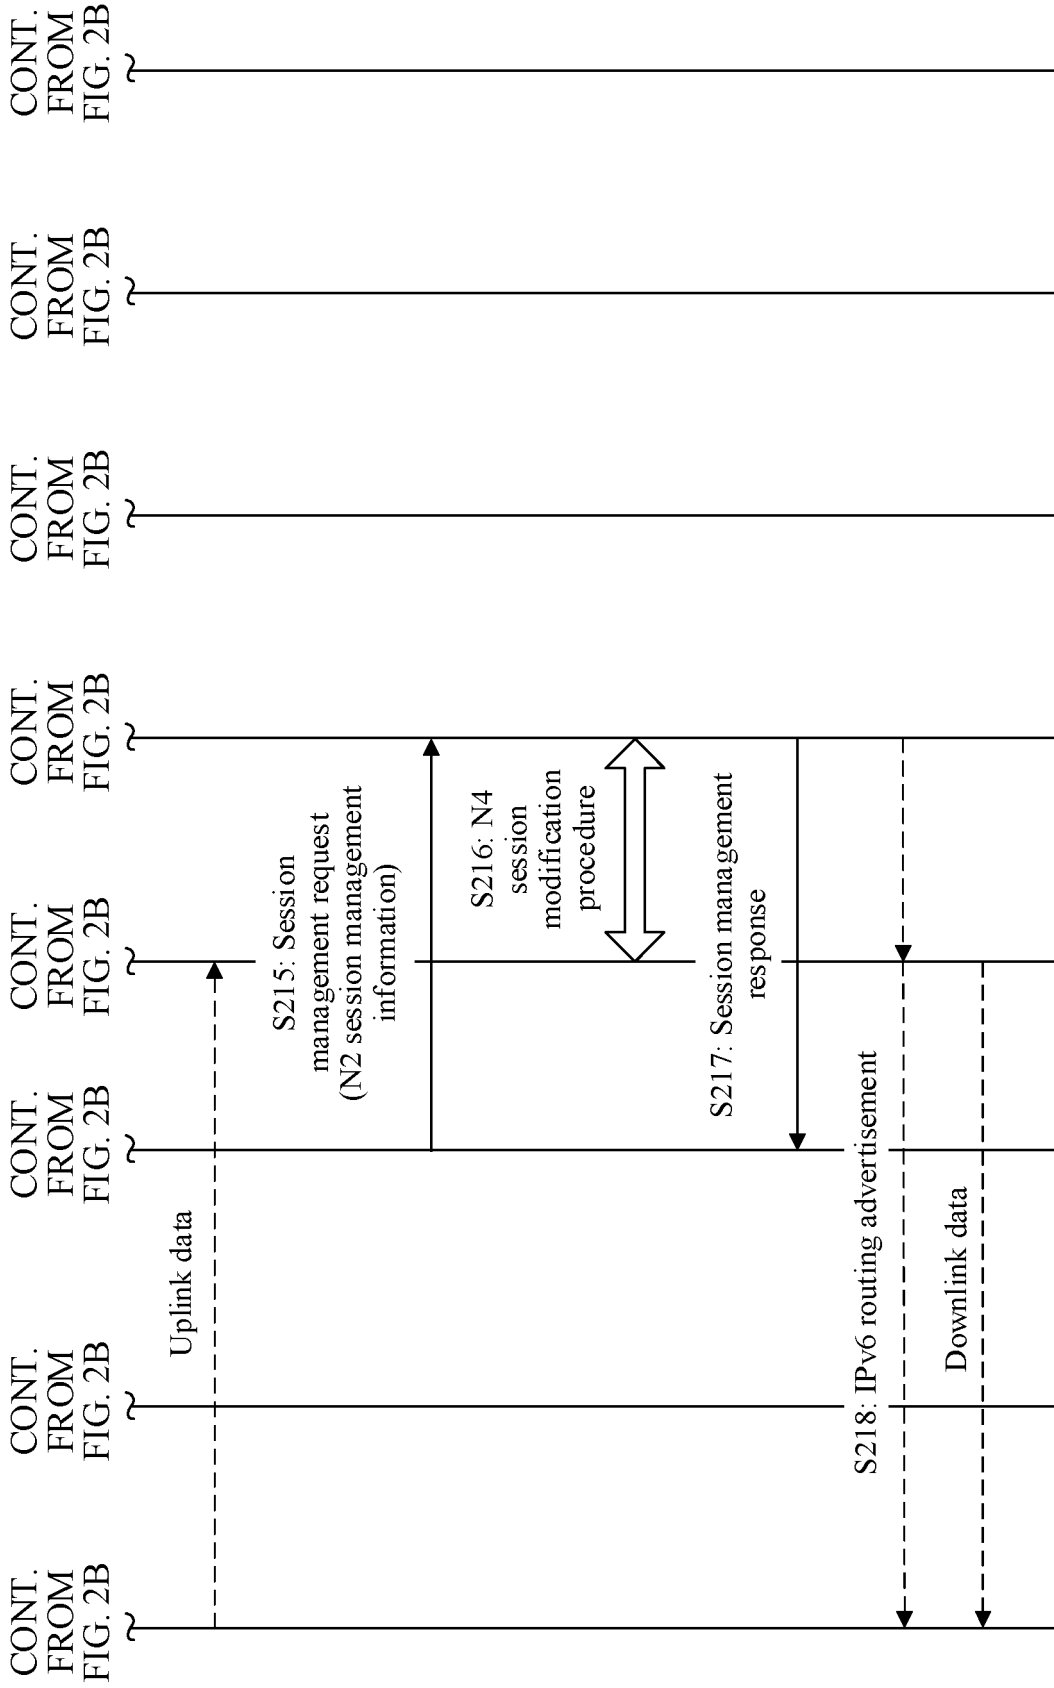 CONT.
FROM
FIG. 2B
CONT.
FROM
FIG. 2B
CONT.
FROM
FIG. 2B
CONT.
FROM
FIG. 2B
CONT.
FROM
FIG. 2B
CONT.
FROM
FIG. 2B
CONT.
FROM
FIG. 2B
CONT.
FROM
FIG. 2B
Uplink data
S215: Session
management request
(N2 session management
information)
S216: N4
session
modification
procedure
S217: Session management
response
S218: IPv6 routing advertisement
Downlink data